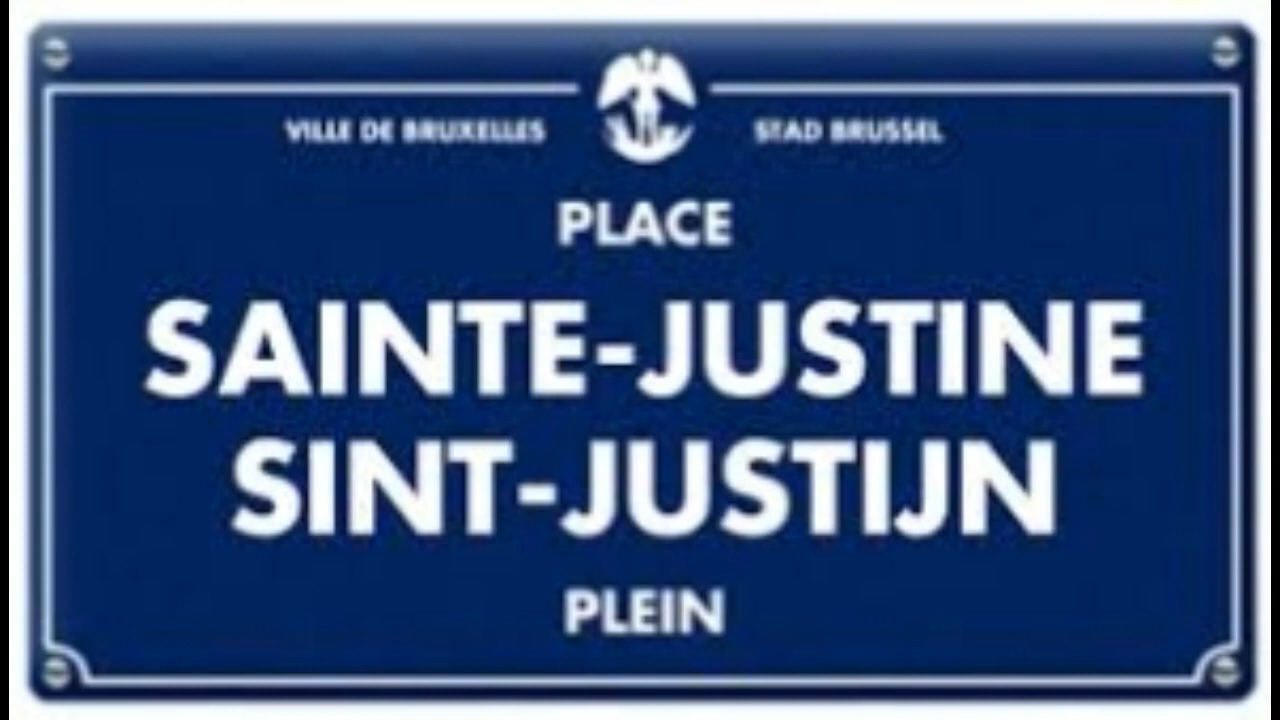 VILLE DE BRUXELLES STAD BRUSSEL
PLACE
SAINTE-JUSTINE
SINT-JUSTIJN
PLEIN